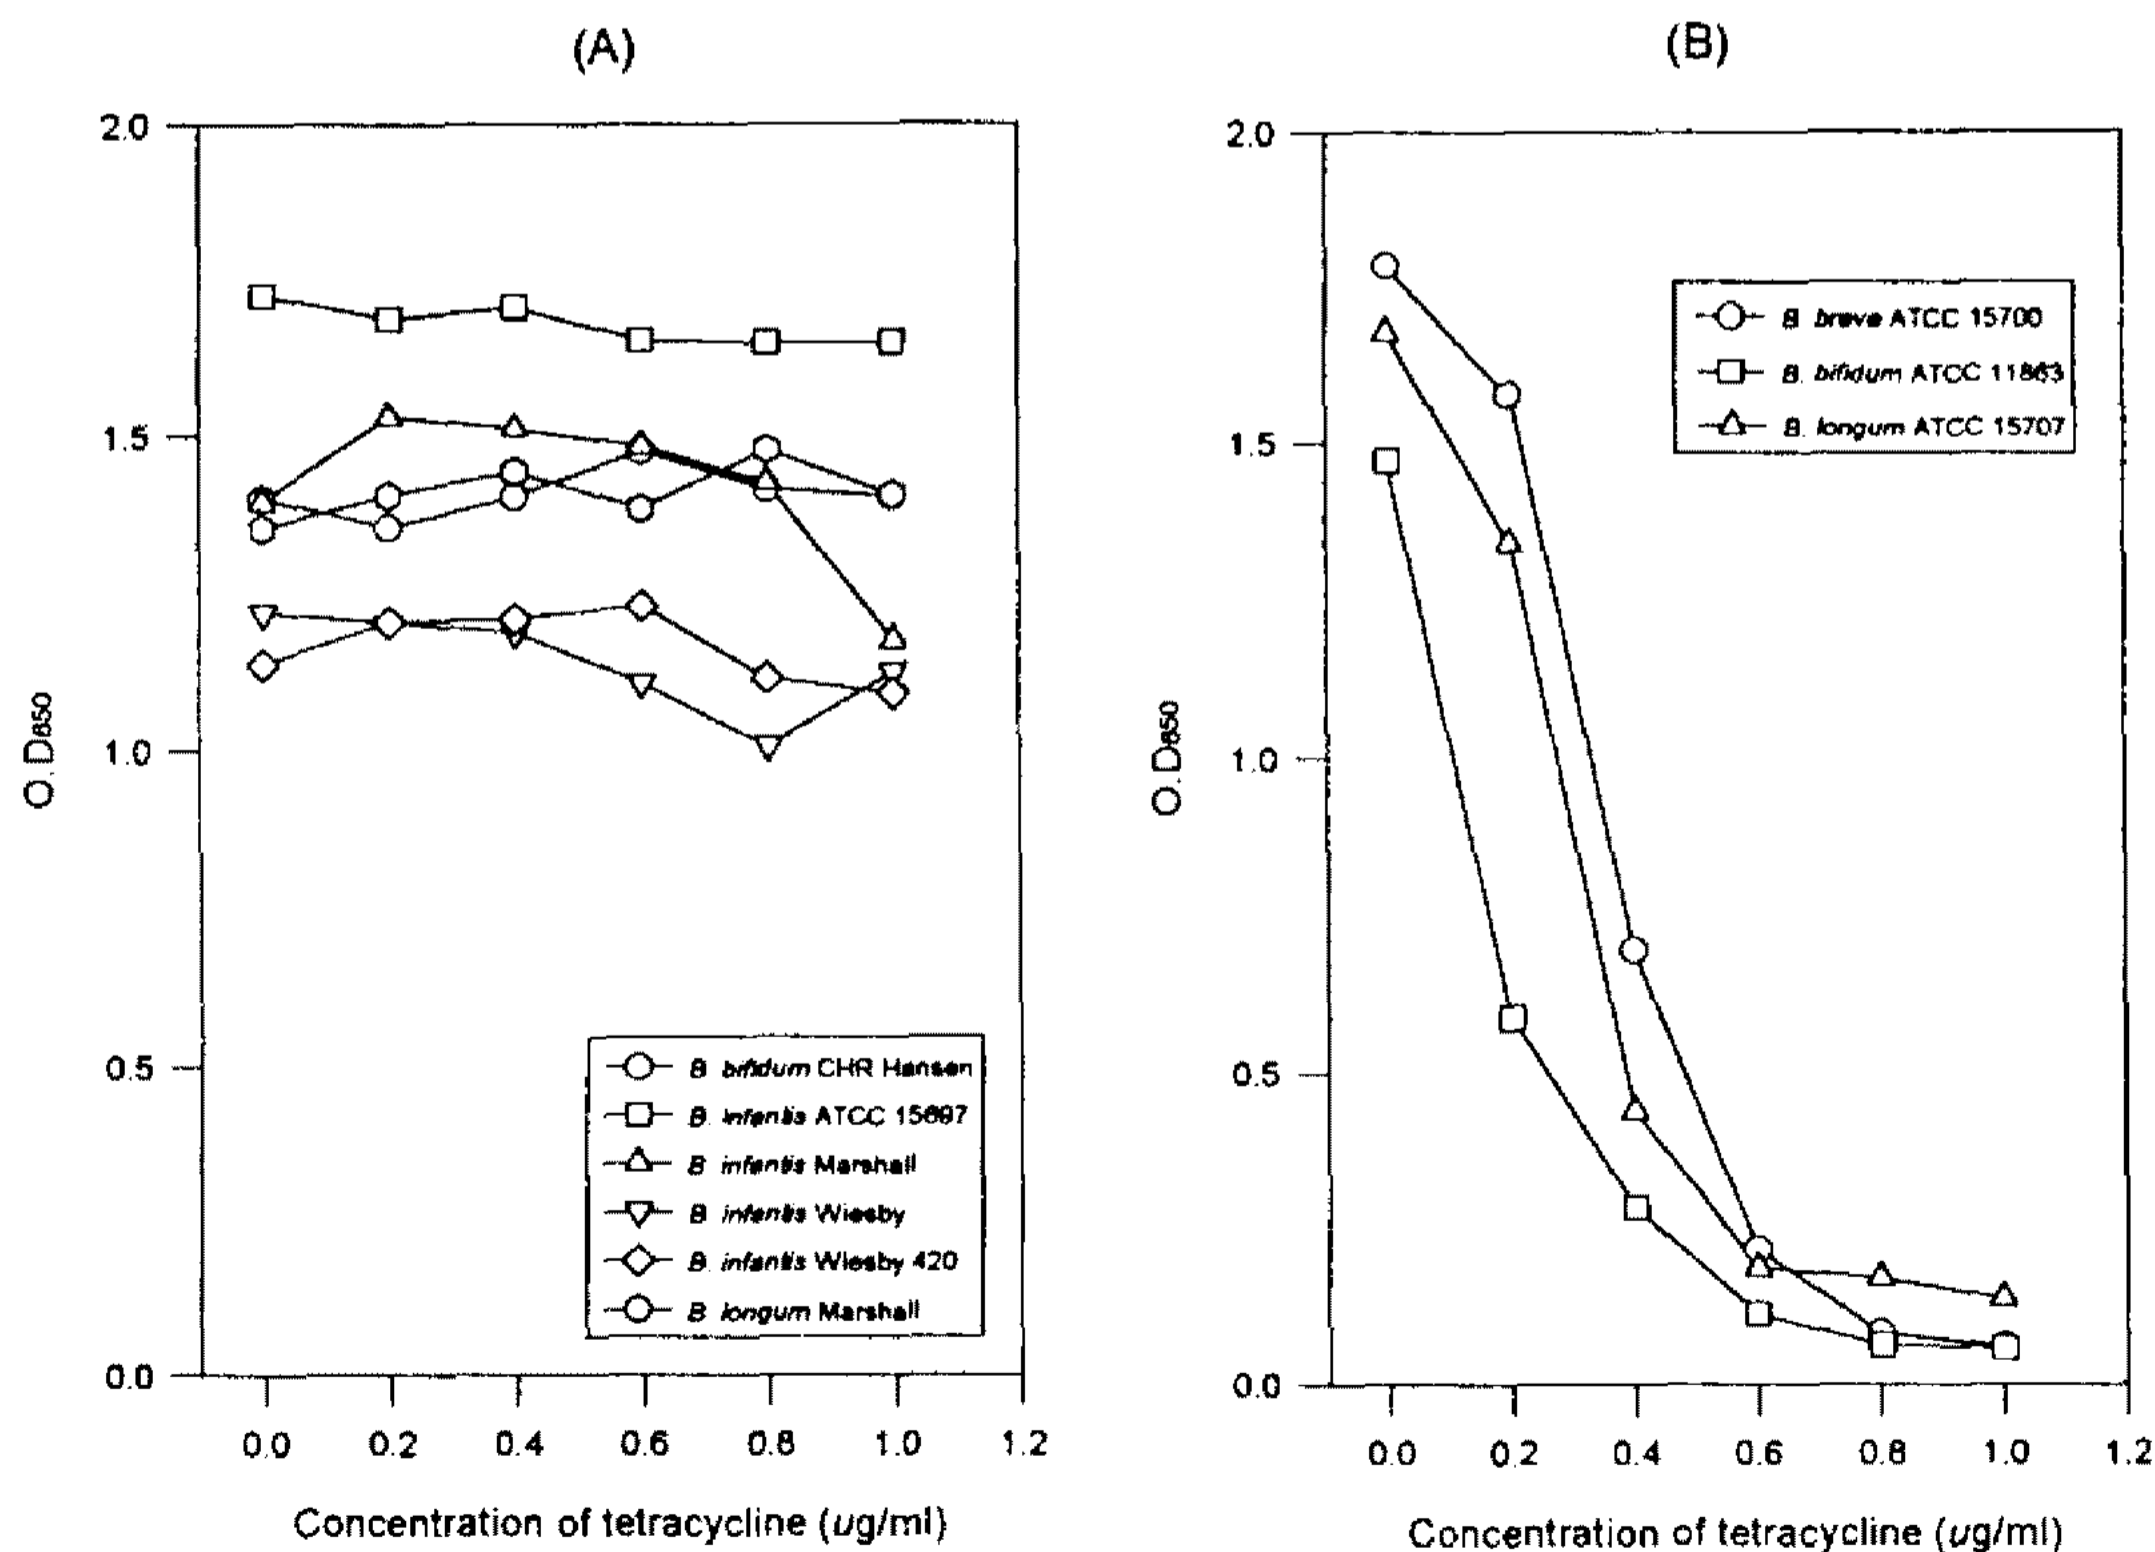 (A)
2.0
1.5
1.0
0.5
0.0
O.D650
B. bifidum CHR Hansen
B. infantis ATCC 15697
B. infantis Marshall
B. infantis Wiesby
B. infantis Wiesby 420
B. longum Marshall
0.0 0.2 0.4 0.6 0.8 1.0 1.2
Concentration of tetracycline (ug/ml)
(B)
2.0
1.5
1.0
0.5
0.0
O.D650
B. breve ATCC 15700
B. bifidum ATCC 11863
B. longum ATCC 15707
0.0 0.2 0.4 0.6 0.8 1.0 1.2
Concentration of tetracycline (ug/ml)